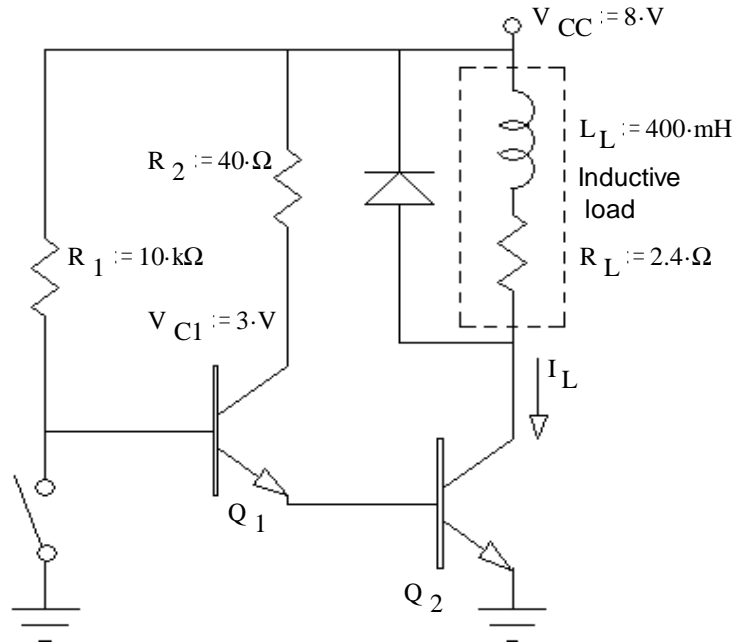 V CC := 8·V
L L := 400·mH
R 2 := 40·Ω
Inductive
load
R 1 := 10·kΩ
R L := 2.4·Ω
V C1 := 3·V
I L
Q 1
Q 2